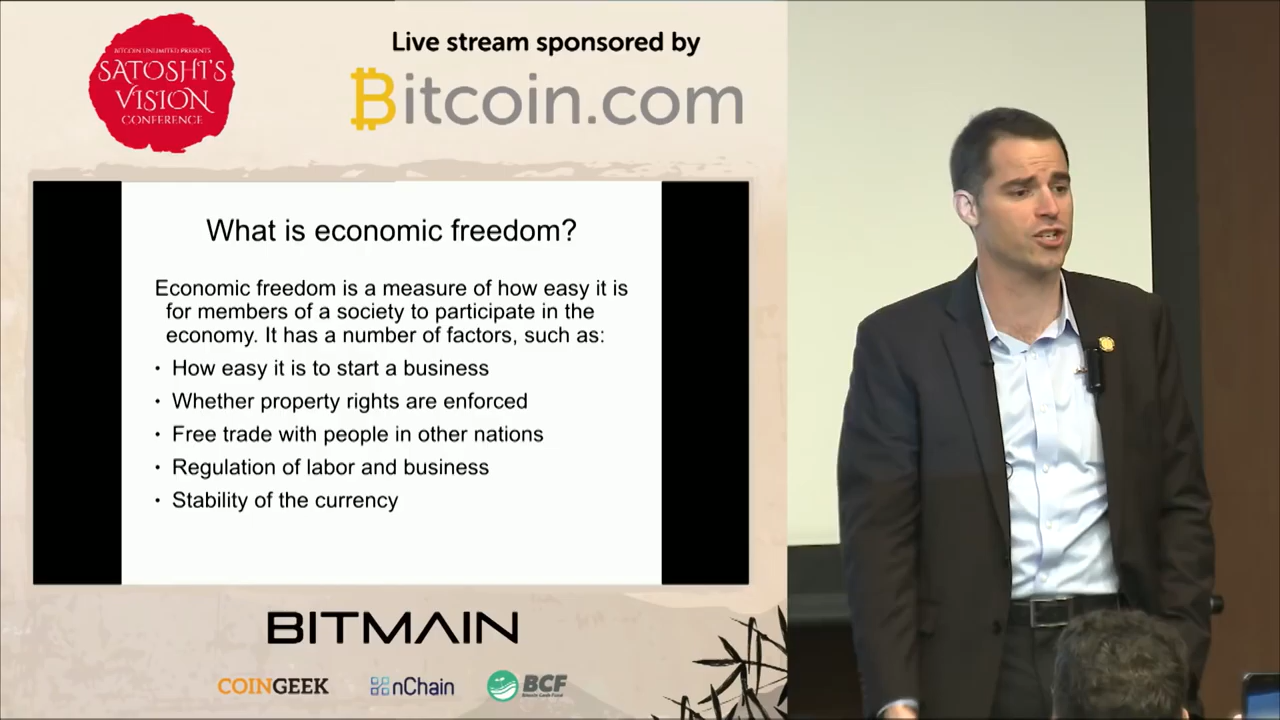 BITCOIN UNLIMITED PRESENTS
SATOSHI'S
VISION
CONFERENCE
Live stream sponsored by
Bitcoin.com
What is economic freedom?
Economic freedom is a measure of how easy it is
for members of a society to participate in the
economy. It has a number of factors, such as:
• How easy it is to start a business
• Whether property rights are enforced
• Free trade with people in other nations
• Regulation of labor and business
• Stability of the currency
BITMAIN
COINGEEK
nChain
BCF
Bitcoin Cash Fund